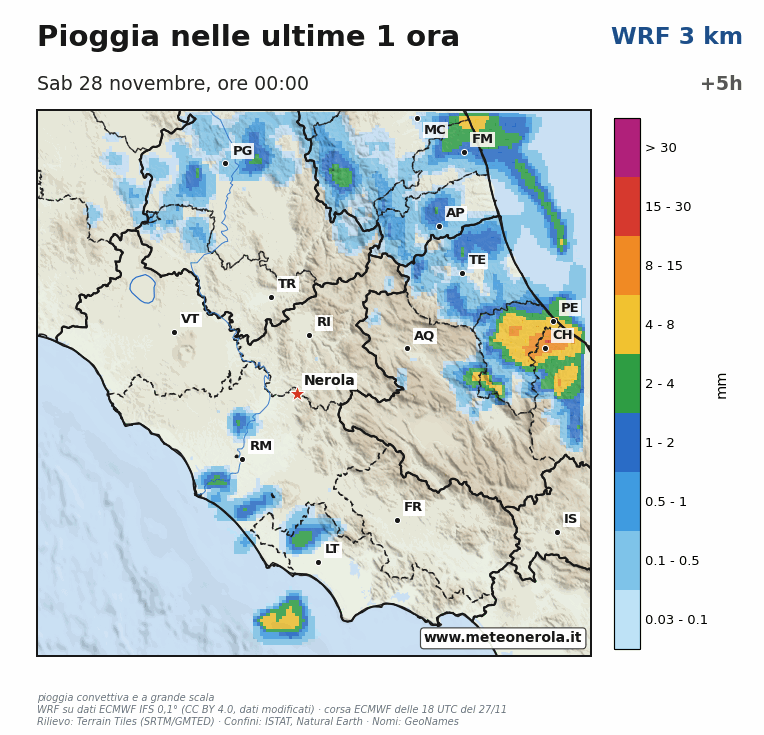 Pioggia nelle ultime 1 ora
WRF 3 km
Sab 28 novembre, ore 00:00
+5h
MC
FM
PG
AP
TE
TR
PE
VT
RI
AQ
CH
Nerola
RM
FR
IS
LT
www.meteonerola.it
> 30
15 - 30
8 - 15
4 - 8
2 - 4
1 - 2
0.5 - 1
0.1 - 0.5
0.03 - 0.1
mm
pioggia convettiva e a grande scala
WRF su dati ECMWF IFS 0,1° (CC BY 4.0, dati modificati) · corsa ECMWF delle 18 UTC del 27/11
Rilievo: Terrain Tiles (SRTM/GMTED) · Confini: ISTAT, Natural Earth · Nomi: GeoNames